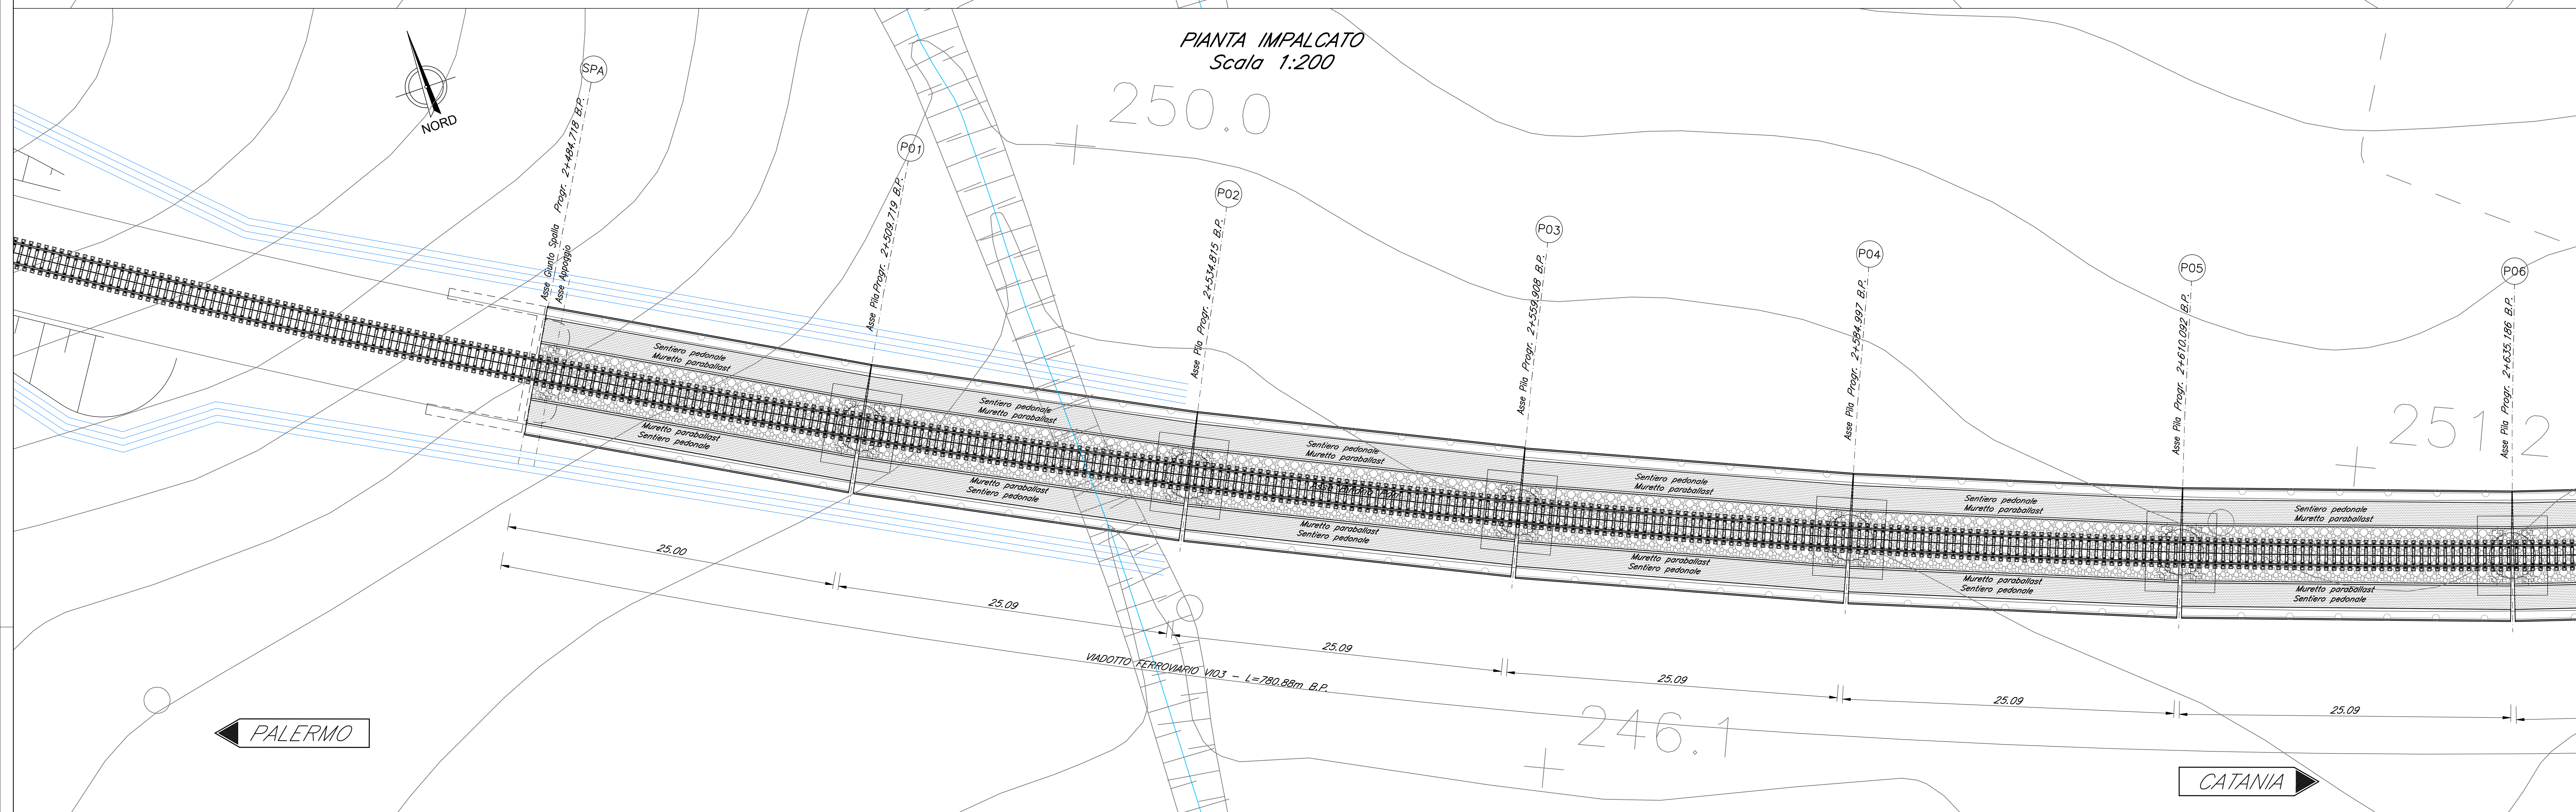 PIANTA IMPALCATO
Scala 1:200
NORD
SPA
Asse Giunto Spalla Progr. 2+484.718 B.P.
Asse Appoggio
P01
Asse Pila Progr. 2+509.719 B.P.
P02
Asse Pila Progr. 2+534.815 B.P.
P03
Asse Pila Progr. 2+559.908 B.P.
P04
Asse Pila Progr. 2+584.997 B.P.
P05
Asse Pila Progr. 2+610.092 B.P.
P06
Asse Pila Progr. 2+635.186 B.P.
250.0
251.2
246.1
Sentiero pedonale
Muretto paraballast
Muretto paraballast
Sentiero pedonale
Sentiero pedonale
Muretto paraballast
Muretto paraballast
Sentiero pedonale
Sentiero pedonale
Muretto paraballast
Muretto paraballast
Sentiero pedonale
Sentiero pedonale
Muretto paraballast
Muretto paraballast
Sentiero pedonale
Sentiero pedonale
Muretto paraballast
Muretto paraballast
Sentiero pedonale
Sentiero pedonale
Muretto paraballast
Muretto paraballast
Sentiero pedonale
25.00
25.09
25.09
25.09
25.09
25.09
VIADOTTO FERROVIARIO VI03 - L=780.88m B.P.
PALERMO
CATANIA